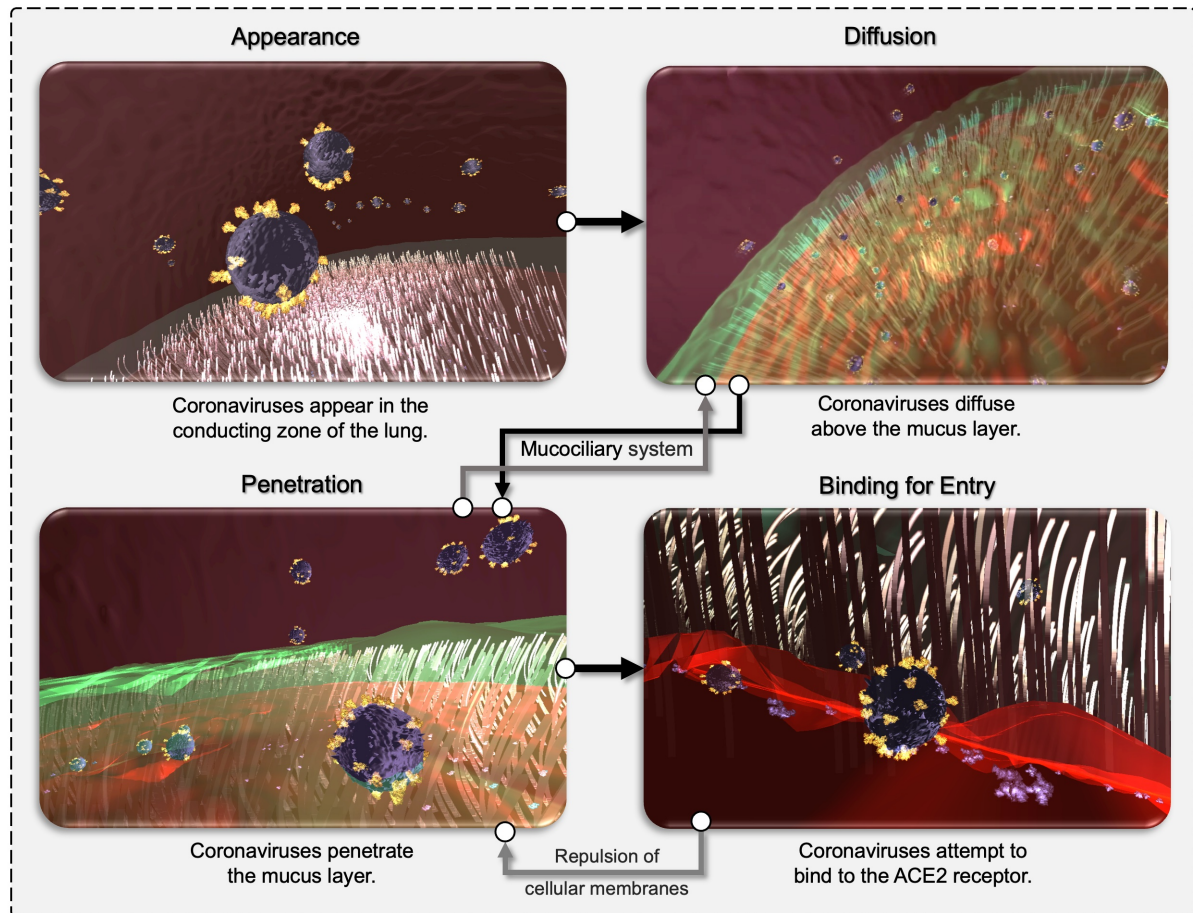 Appearance
Diffusion
Coronaviruses appear in the
conducting zone of the lung.
Coronaviruses diffuse
above the mucus layer.
Mucociliary system
Penetration
Binding for Entry
Coronaviruses penetrate
the mucus layer.
Repulsion of
cellular membranes
Coronaviruses attempt to
bind to the ACE2 receptor.